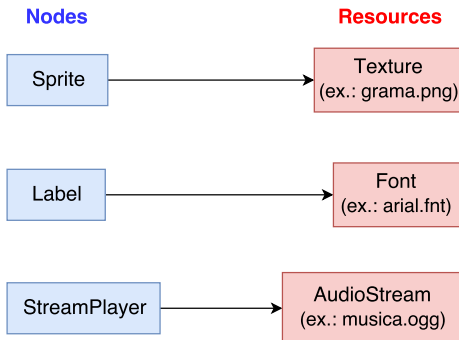 Nodes
Resources
Sprite
Texture
(ex.: grama.png)
Label
Font
(ex.: arial.fnt)
StreamPlayer
AudioStream
(ex.: musica.ogg)